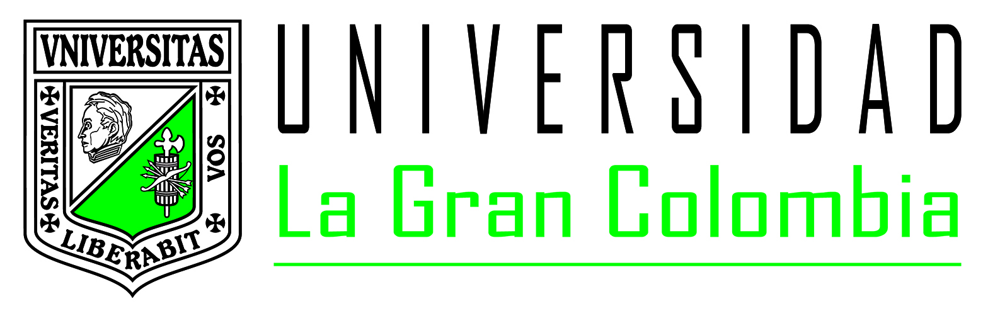 VNIVERSITAS
VERITAS
LIBERABIT
VOS
UNIVERSIDAD
La Gran Colombia